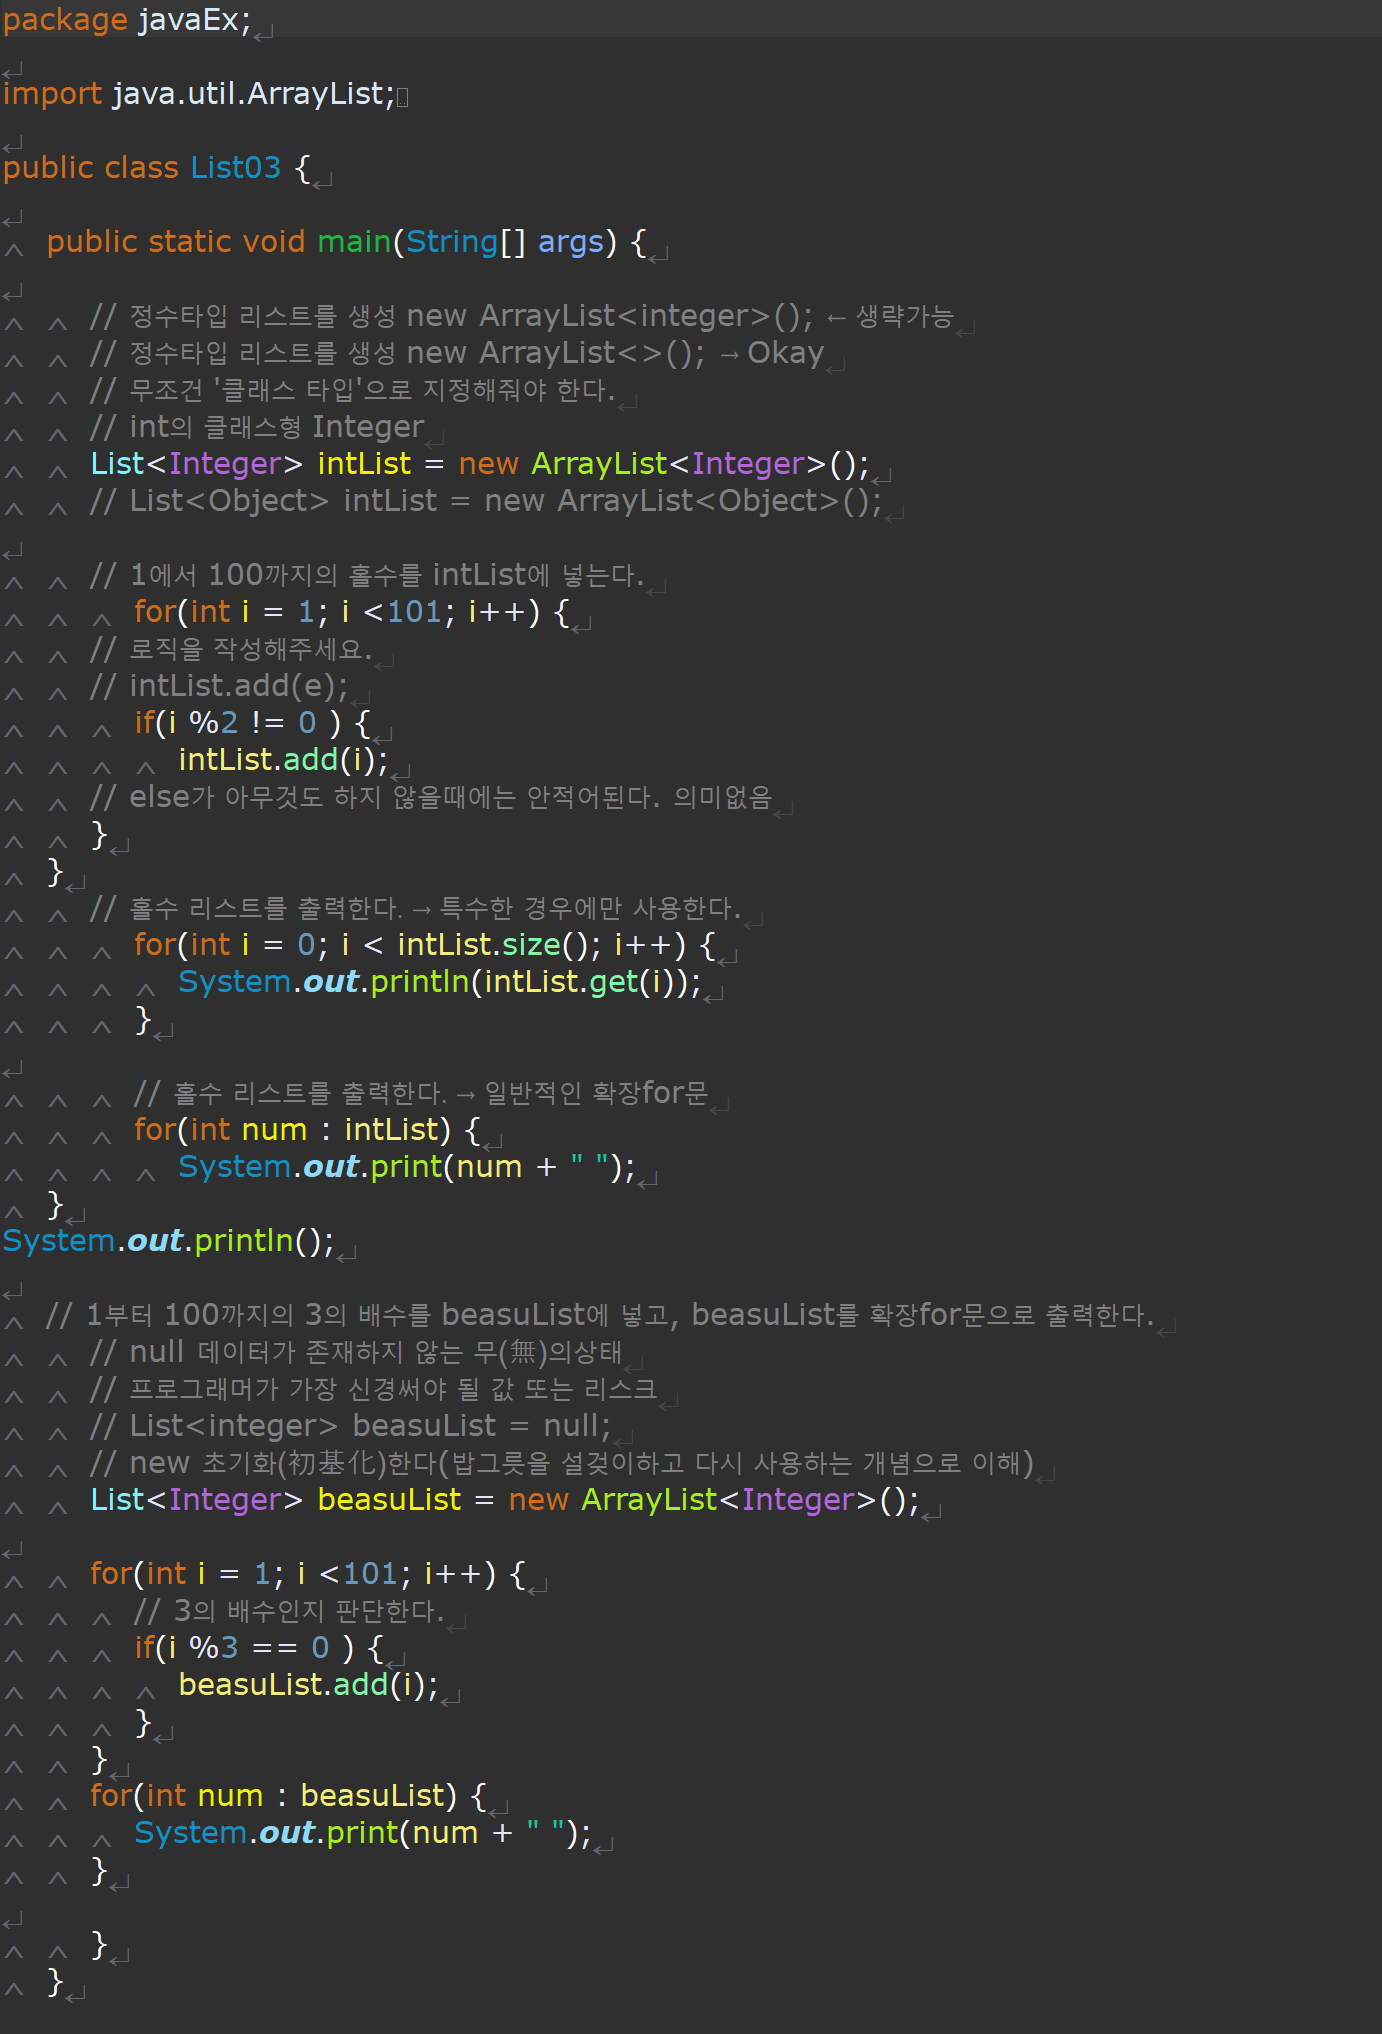 package javaEx;
import java.util.ArrayList;
public class List03 {
public static void main(String[] args) {
// 정수타입 리스트를 생성 new ArrayList<integer>(); ← 생략가능
// 정수타입 리스트를 생성 new ArrayList<>(); → Okay
// 무조건 '클래스 타입'으로 지정해줘야 한다.
// int의 클래스형 Integer
List<Integer> intList = new ArrayList<Integer>();
// List<Object> intList = new ArrayList<Object>();
// 1에서 100까지의 홀수를 intList에 넣는다.
for(int i = 1; i <101; i++) {
// 로직을 작성해주세요.
// intList.add(e);
if(i %2 != 0 ) {
intList.add(i);
// else가 아무것도 하지 않을때에는 안적어된다. 의미없음
}
}
// 홀수 리스트를 출력한다. → 특수한 경우에만 사용한다.
for(int i = 0; i < intList.size(); i++) {
System.out.println(intList.get(i));
}
// 홀수 리스트를 출력한다. → 일반적인 확장for문
for(int num : intList) {
System.out.print(num + " ");
}
System.out.println();
// 1부터 100까지의 3의 배수를 beasuList에 넣고, beasuList를 확장for문으로 출력한다.
// null 데이터가 존재하지 않는 무(無)의상태
// 프로그래머가 가장 신경써야 될 값 또는 리스크
// List<integer> beasuList = null;
// new 초기화(初基化)한다(밥그릇을 설겆이하고 다시 사용하는 개념으로 이해)
List<Integer> beasuList = new ArrayList<Integer>();
for(int i = 1; i <101; i++) {
// 3의 배수인지 판단한다.
if(i %3 == 0 ) {
beasuList.add(i);
}
}
for(int num : beasuList) {
System.out.print(num + " ");
}
}
}